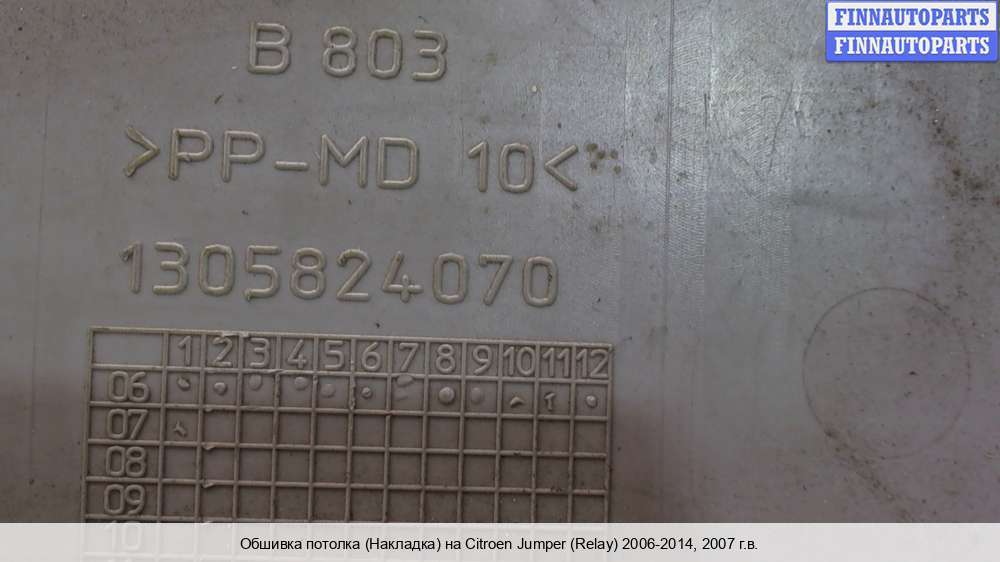 FINNAUTOPARTS
FINNAUTOPARTS
B 803
>PP-MD 10<
1305824070
1 2 3 4 5 6 7 8 9 10 11 12
06
07
08
09
10
Обшивка потолка (Накладка) на Citroen Jumper (Relay) 2006-2014, 2007 г.в.